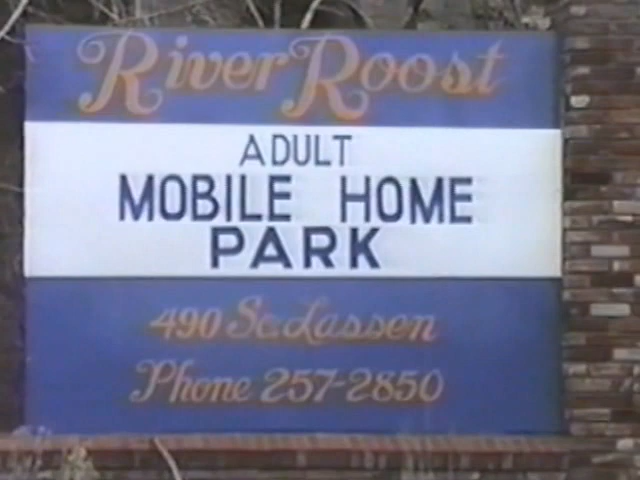 River Roost
ADULT
MOBILE HOME
PARK
490 So. Lassen
Phone 257-2850